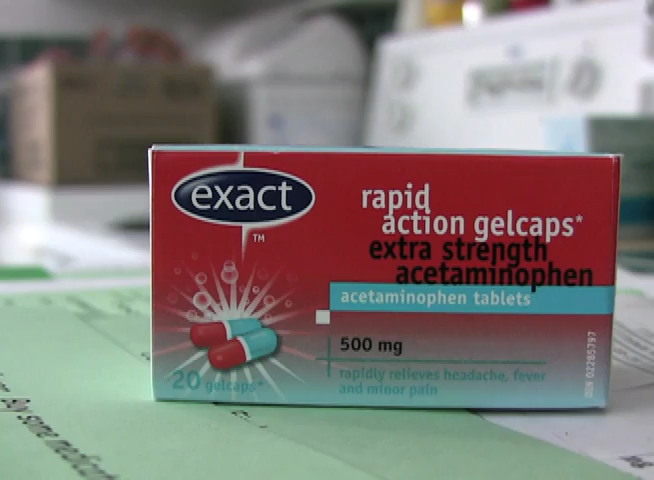 exact
TM
rapid
action gelcaps*
extra strength
acetaminophen
acetaminophen tablets
500 mg
rapidly relieves headache, fever
and minor pain
20 gelcaps*
DIN 02285797